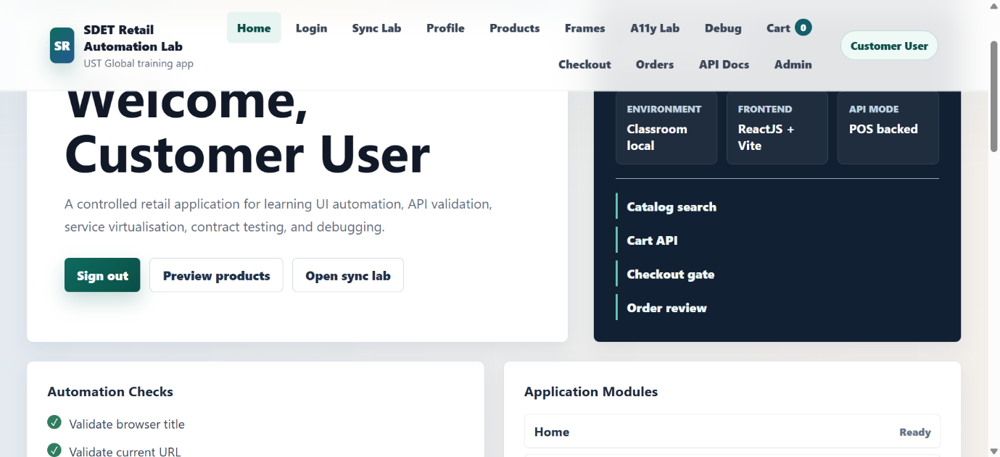 SR
SDET Retail
Automation Lab
UST Global training app
Home
Login
Sync Lab
Profile
Products
Frames
A11y Lab
Debug
Cart 0
Checkout
Orders
API Docs
Admin
Customer User
Welcome,
Customer User
A controlled retail application for learning UI automation, API validation,
service virtualisation, contract testing, and debugging.
Sign out
Preview products
Open sync lab
ENVIRONMENT
Classroom
local
FRONTEND
ReactJS +
Vite
API MODE
POS backed
Catalog search
Cart API
Checkout gate
Order review
Automation Checks
Validate browser title
Validate current URL
Application Modules
Home
Ready